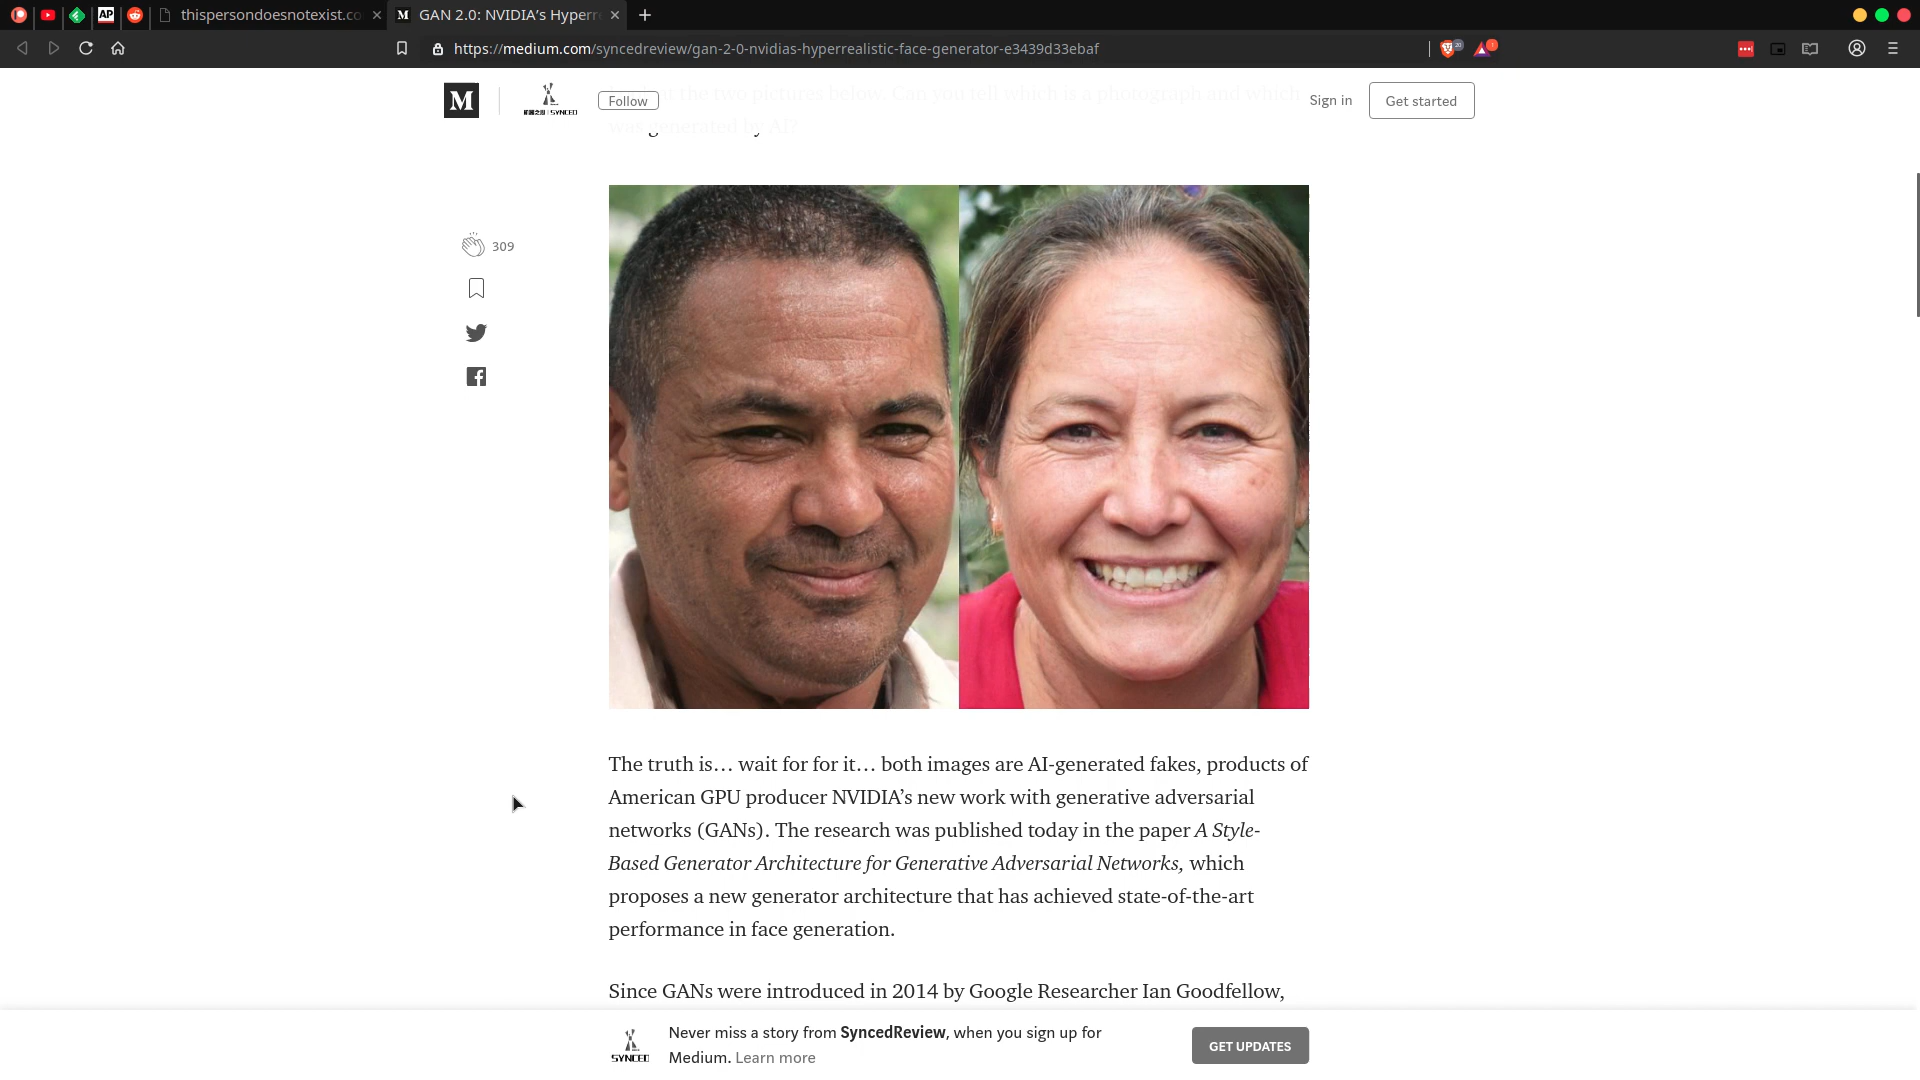 AP
thispersondoesnotexist.co
GAN 2.0: NVIDIA’s Hyperr
https://medium.com/syncedreview/gan-2-0-nvidias-hyperrealistic-face-generator-e3439d33ebaf
20
1
M
SYNCED
Follow
Sign in
Get started
at the two pictures below. Can you tell which is a photograph and which
was generated by AI?
309
The truth is… wait for for it… both images are AI-generated fakes, products of
American GPU producer NVIDIA’s new work with generative adversarial
networks (GANs). The research was published today in the paper A Style-
Based Generator Architecture for Generative Adversarial Networks, which
proposes a new generator architecture that has achieved state-of-the-art
performance in face generation.
Since GANs were introduced in 2014 by Google Researcher Ian Goodfellow,
SYNCED
Never miss a story from SyncedReview, when you sign up for
Medium. Learn more
GET UPDATES